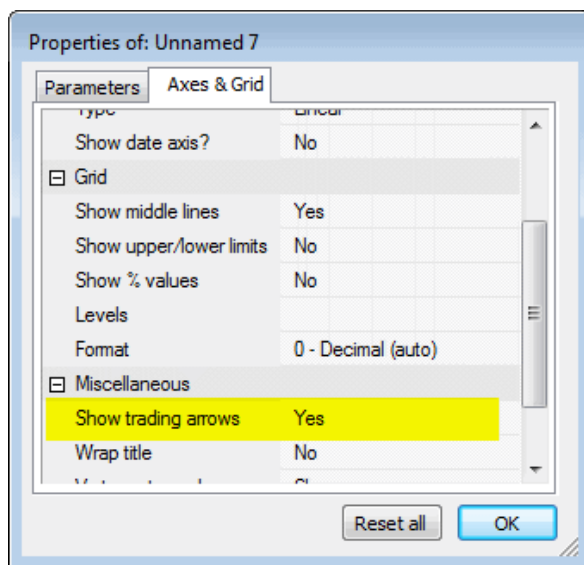 Properties of: Unnamed 7
Parameters Axes & Grid
Type Linear
Show date axis? No
Grid
Show middle lines Yes
Show upper/lower limits No
Show % values No
Levels
Format 0 - Decimal (auto)
Miscellaneous
Show trading arrows Yes
Wrap title No
Reset all OK